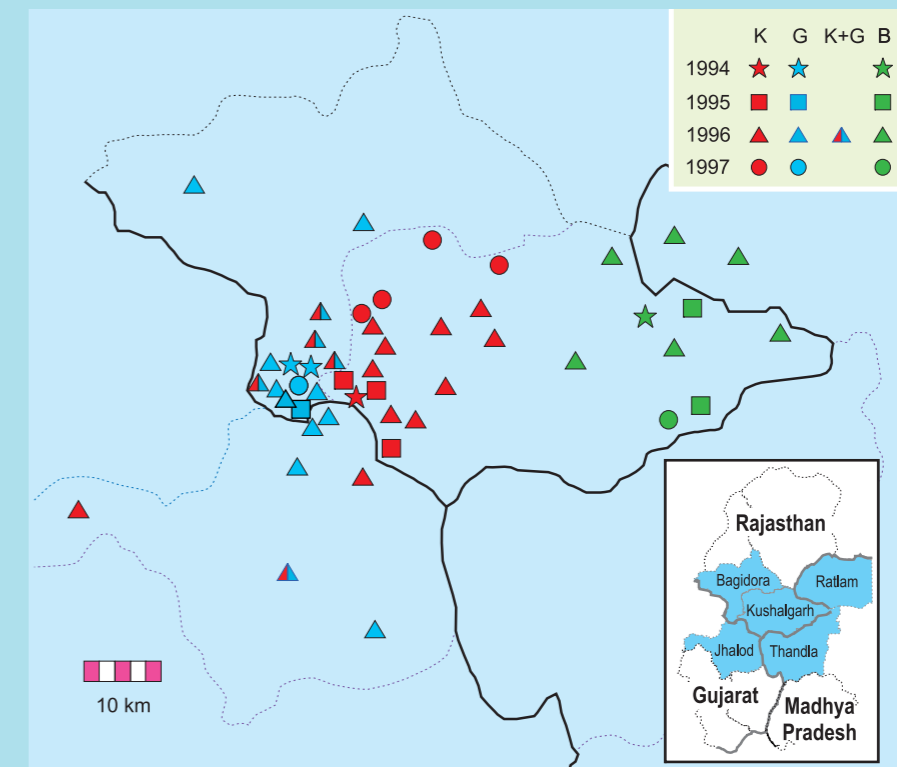 K G K+G B
1994
1995
1996
1997
Rajasthan
Bagidora
Ratlam
Kushalgarh
Jhalod
Thandla
Gujarat
Madhya
Pradesh
10 km